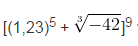 [(1,23)⁵ + ∛−42]⁹